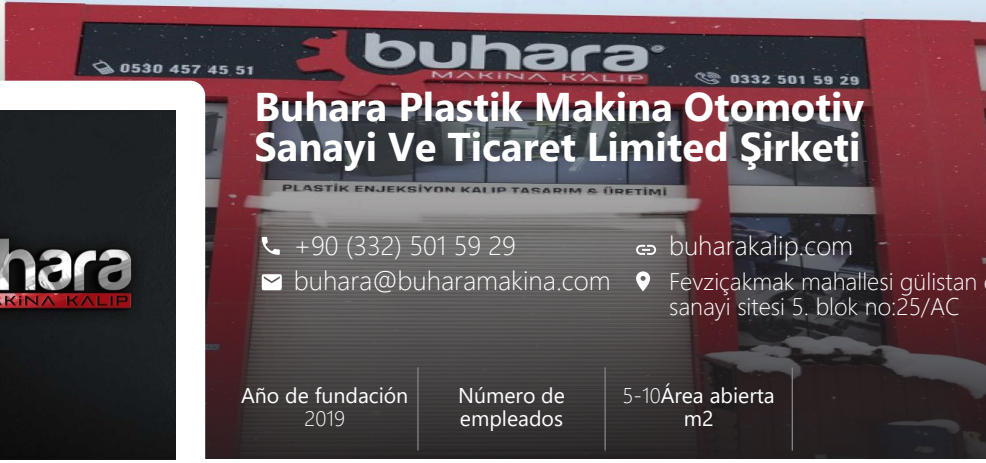 buhara
MAKİNA KALIP
0530 457 45 51
0332 501 59 29
Buhara Plastik Makina Otomotiv
Sanayi Ve Ticaret Limited Şirketi
PLASTİK ENJEKSİYON KALIP TASARIM & ÜRETİMİ
+90 (332) 501 59 29
buharakalip.com
buhara@buharamakina.com
Fevziçakmak mahallesi gülistan
sanayi sitesi 5. blok no:25/AC
hara
KİNA KALIP
Año de fundación
2019
Número de
empleados
5-10Área abierta
m2